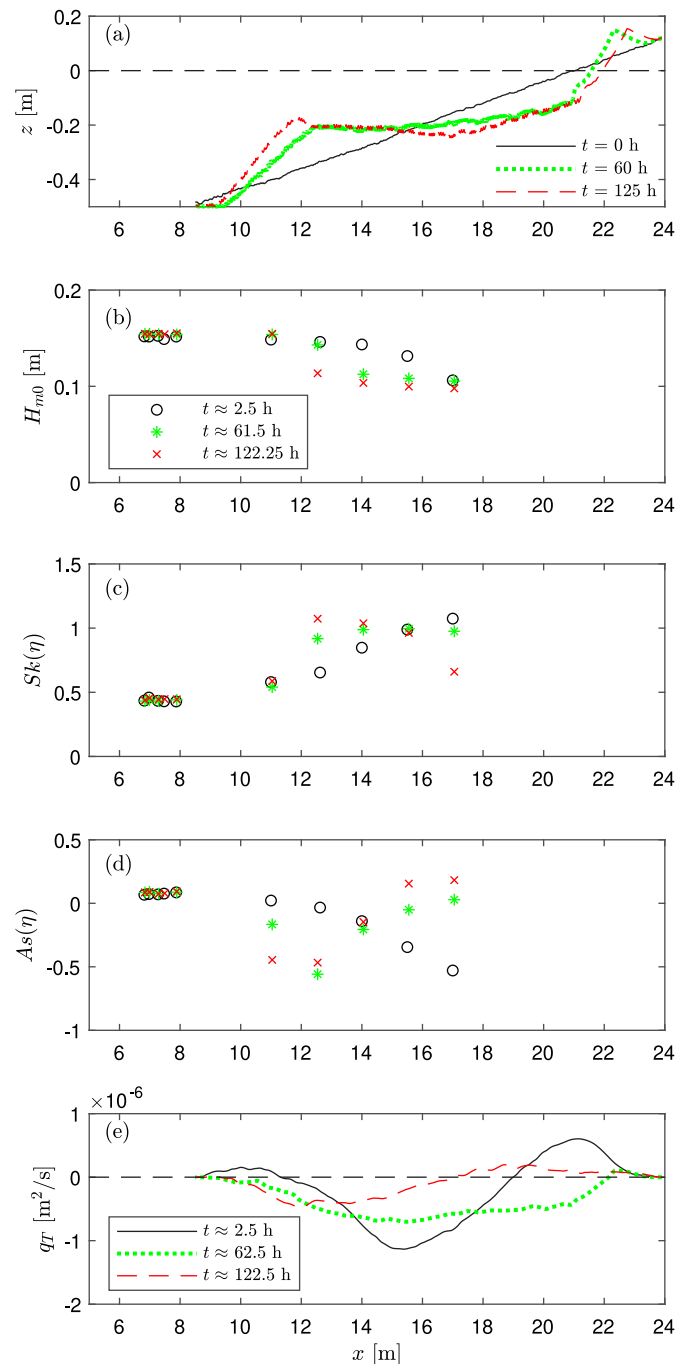 0.2
(a)
0
z [m]
-0.2
-0.4
t = 0 h
t = 60 h
t = 125 h
6 8 10 12 14 16 18 20 22 24
0.2
(b)
H_{m0} [m]
0.1
0
t ≈ 2.5 h
t ≈ 61.5 h
t ≈ 122.25 h
6 8 10 12 14 16 18 20 22 24
1.5
(c)
Sk(η)
1
0.5
0
6 8 10 12 14 16 18 20 22 24
0.5
(d)
As(η)
0
-0.5
-1
6 8 10 12 14 16 18 20 22 24
×10^{-6}
1
(e)
q_T [m²/s]
0
-1
-2
t ≈ 2.5 h
t ≈ 62.5 h
t ≈ 122.5 h
6 8 10 12 14 16 18 20 22 24
x [m]